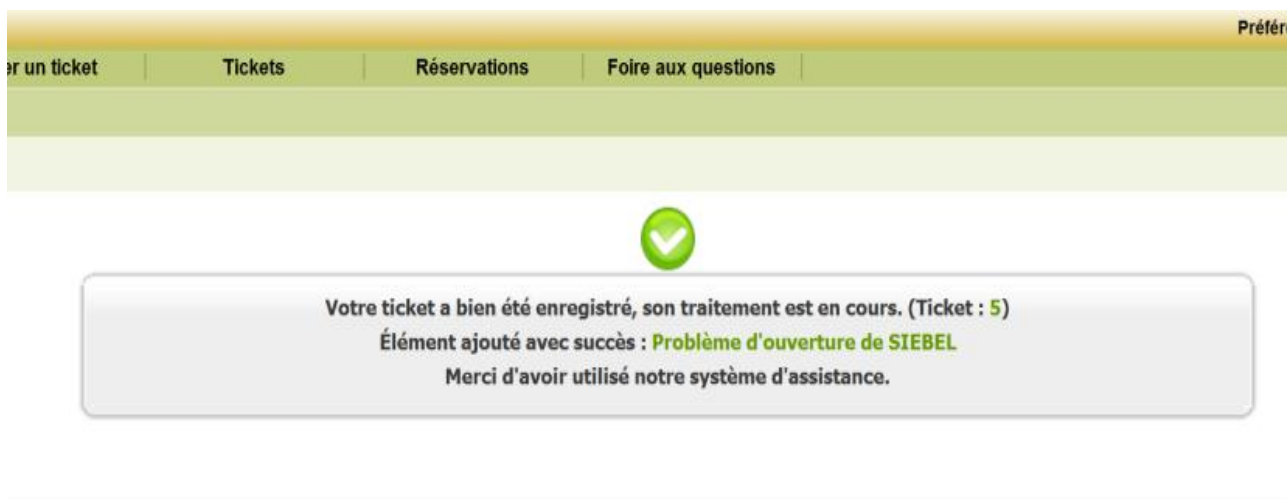 Préfér
er un ticket Tickets Réservations Foire aux questions
Votre ticket a bien été enregistré, son traitement est en cours. (Ticket : 5)
Élément ajouté avec succès : Problème d'ouverture de SIEBEL
Merci d'avoir utilisé notre système d'assistance.